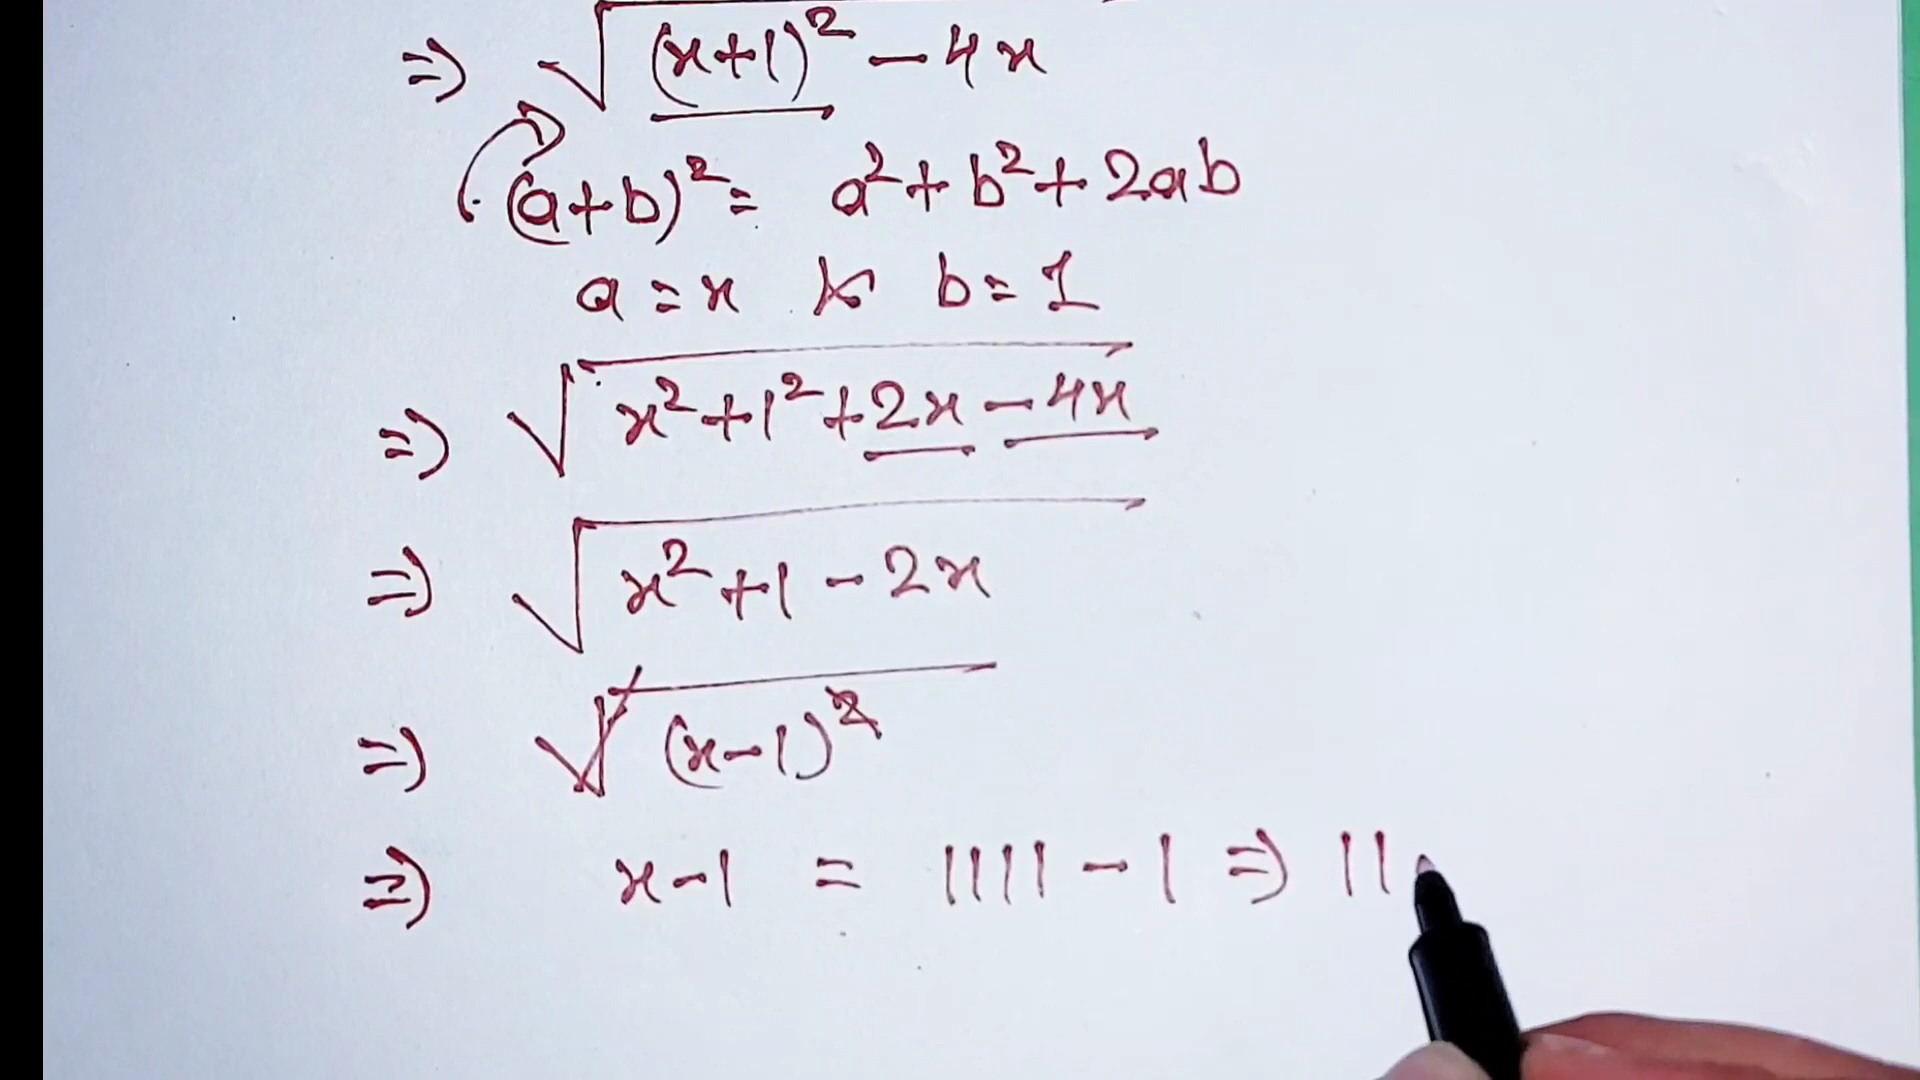 ⇒ √(x+1)² - 4x
(a+b)² = a² + b² + 2ab
a = x & b = 1
⇒ √x² + 1² + 2x - 4x
⇒ √x² + 1 - 2x
⇒ √(x-1)²
⇒ x - 1 = 1111 - 1 ⇒ 11